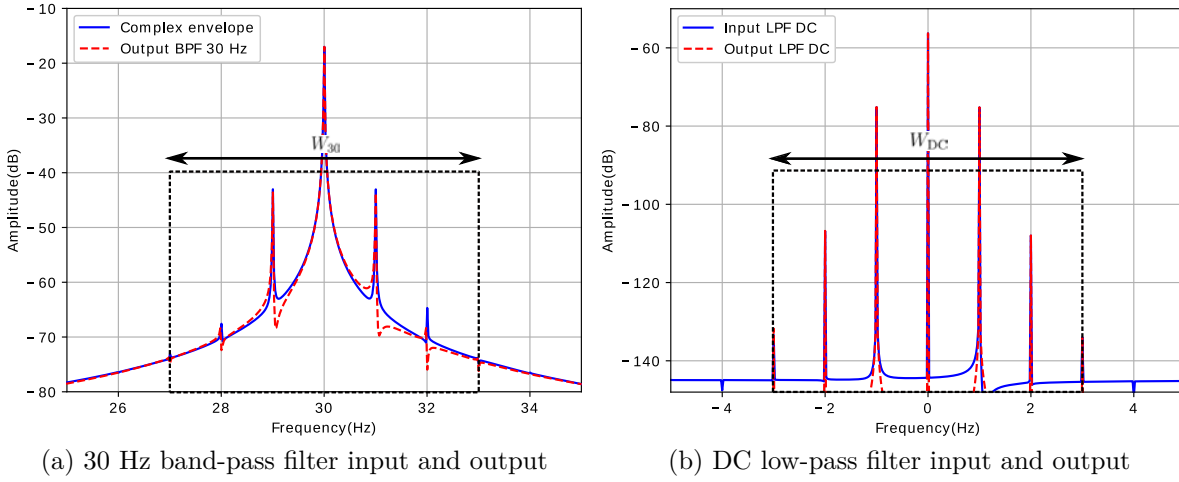 −10
−20
−30
−40
−50
−60
−70
−80
Amplitude(dB)
Complex envelope
Output BPF 30 Hz
W30
26
28
30
32
34
Frequency(Hz)
(a) 30 Hz band-pass filter input and output
−60
−80
−100
−120
−140
Amplitude(dB)
Input LPF DC
Output LPF DC
WDC
−4
−2
0
2
4
Frequency(Hz)
(b) DC low-pass filter input and output